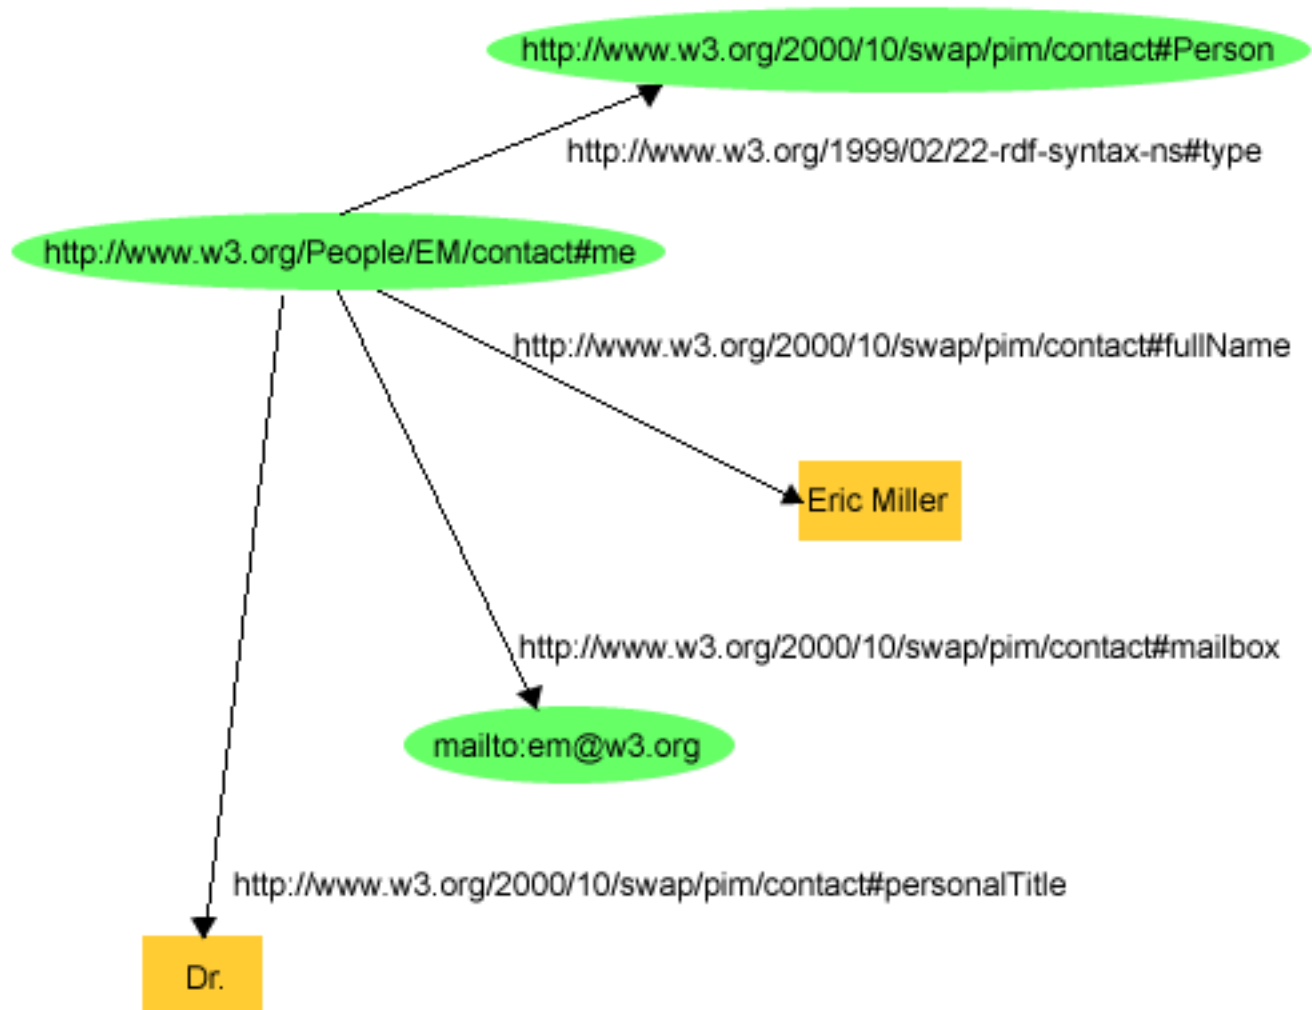 http://www.w3.org/2000/10/swap/pim/contact#Person
http://www.w3.org/1999/02/22-rdf-syntax-ns#type
http://www.w3.org/People/EM/contact#me
http://www.w3.org/2000/10/swap/pim/contact#fullName
Eric Miller
http://www.w3.org/2000/10/swap/pim/contact#mailbox
mailto:em@w3.org
http://www.w3.org/2000/10/swap/pim/contact#personalTitle
Dr.